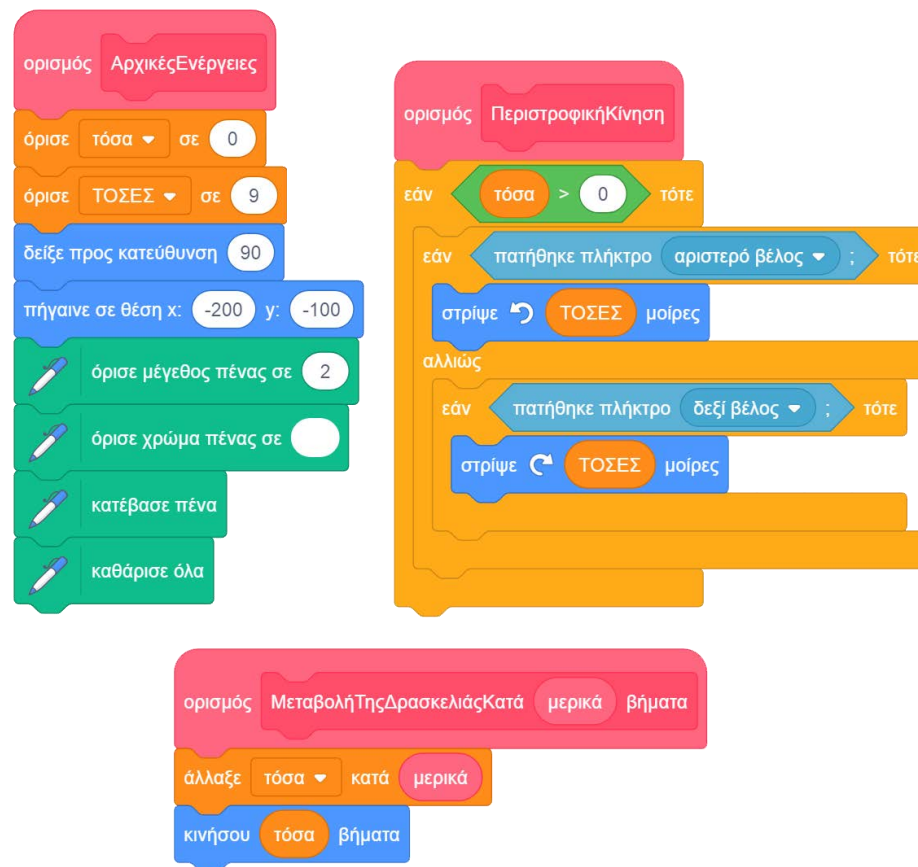 ορισμός ΑρχικέςΕνέργειες
όρισε τόσα σε 0
όρισε ΤΟΣΕΣ σε 9
δείξε προς κατεύθυνση 90
πήγαινε σε θέση x: -200 y: -100
όρισε μέγεθος πένας σε 2
όρισε χρώμα πένας σε
κατέβασε πένα
καθάρισε όλα
ορισμός ΠεριστροφικήΚίνηση
εάν τόσα > 0 τότε
εάν πατήθηκε πλήκτρο αριστερό βέλος ; τότε
στρίψε ΤΟΣΕΣ μοίρες
αλλιώς
εάν πατήθηκε πλήκτρο δεξί βέλος ; τότε
στρίψε ΤΟΣΕΣ μοίρες
ορισμός ΜεταβολήΤηςΔρασκελιάςΚατά μερικά βήματα
άλλαξε τόσα κατά μερικά
κινήσου τόσα βήματα